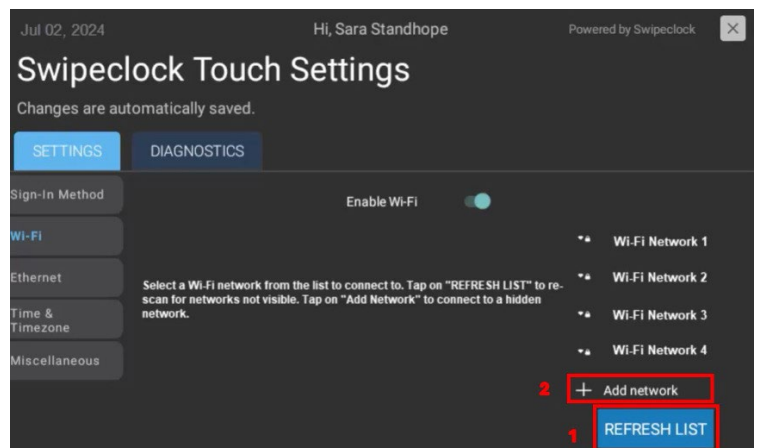 Jul 02, 2024
Hi, Sara Standhope
Powered by Swipeclock
Swipeclock Touch Settings
Changes are automatically saved.
SETTINGS
DIAGNOSTICS
Sign-In Method
Wi-Fi
Ethernet
Time &
Timezone
Miscellaneous
Enable Wi-Fi
Select a Wi-Fi network from the list to connect to. Tap on "REFRESH LIST" to re-
scan for networks not visible. Tap on "Add Network" to connect to a hidden
network.
Wi-Fi Network 1
Wi-Fi Network 2
Wi-Fi Network 3
Wi-Fi Network 4
2 + Add network
1 REFRESH LIST